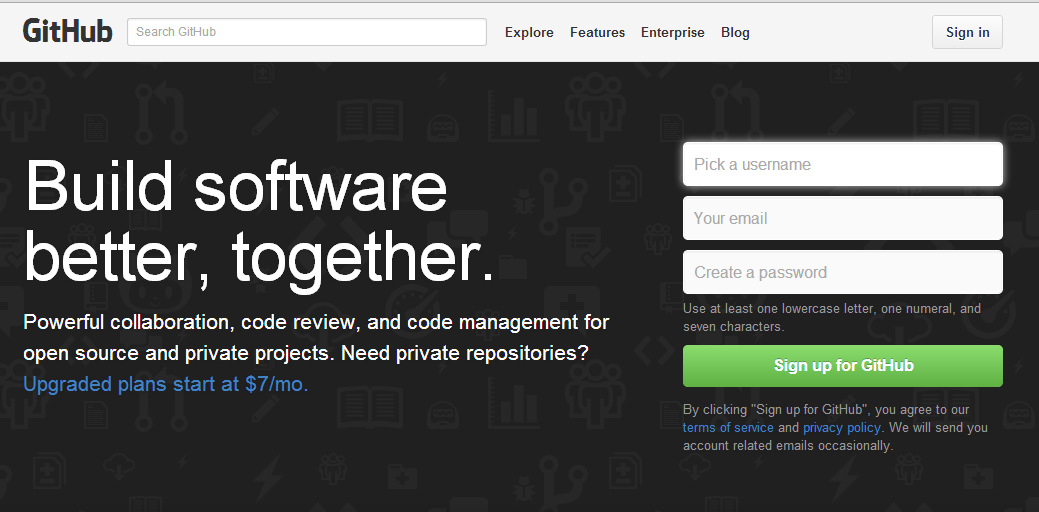 GitHub
Search GitHub
Explore
Features
Enterprise
Blog
Sign in
Build software
better, together.
Powerful collaboration, code review, and code management for
open source and private projects. Need private repositories?
Upgraded plans start at $7/mo.
Pick a username
Your email
Create a password
Use at least one lowercase letter, one numeral, and
seven characters.
Sign up for GitHub
By clicking "Sign up for GitHub", you agree to our
terms of service and privacy policy. We will send you
account related emails occasionally.